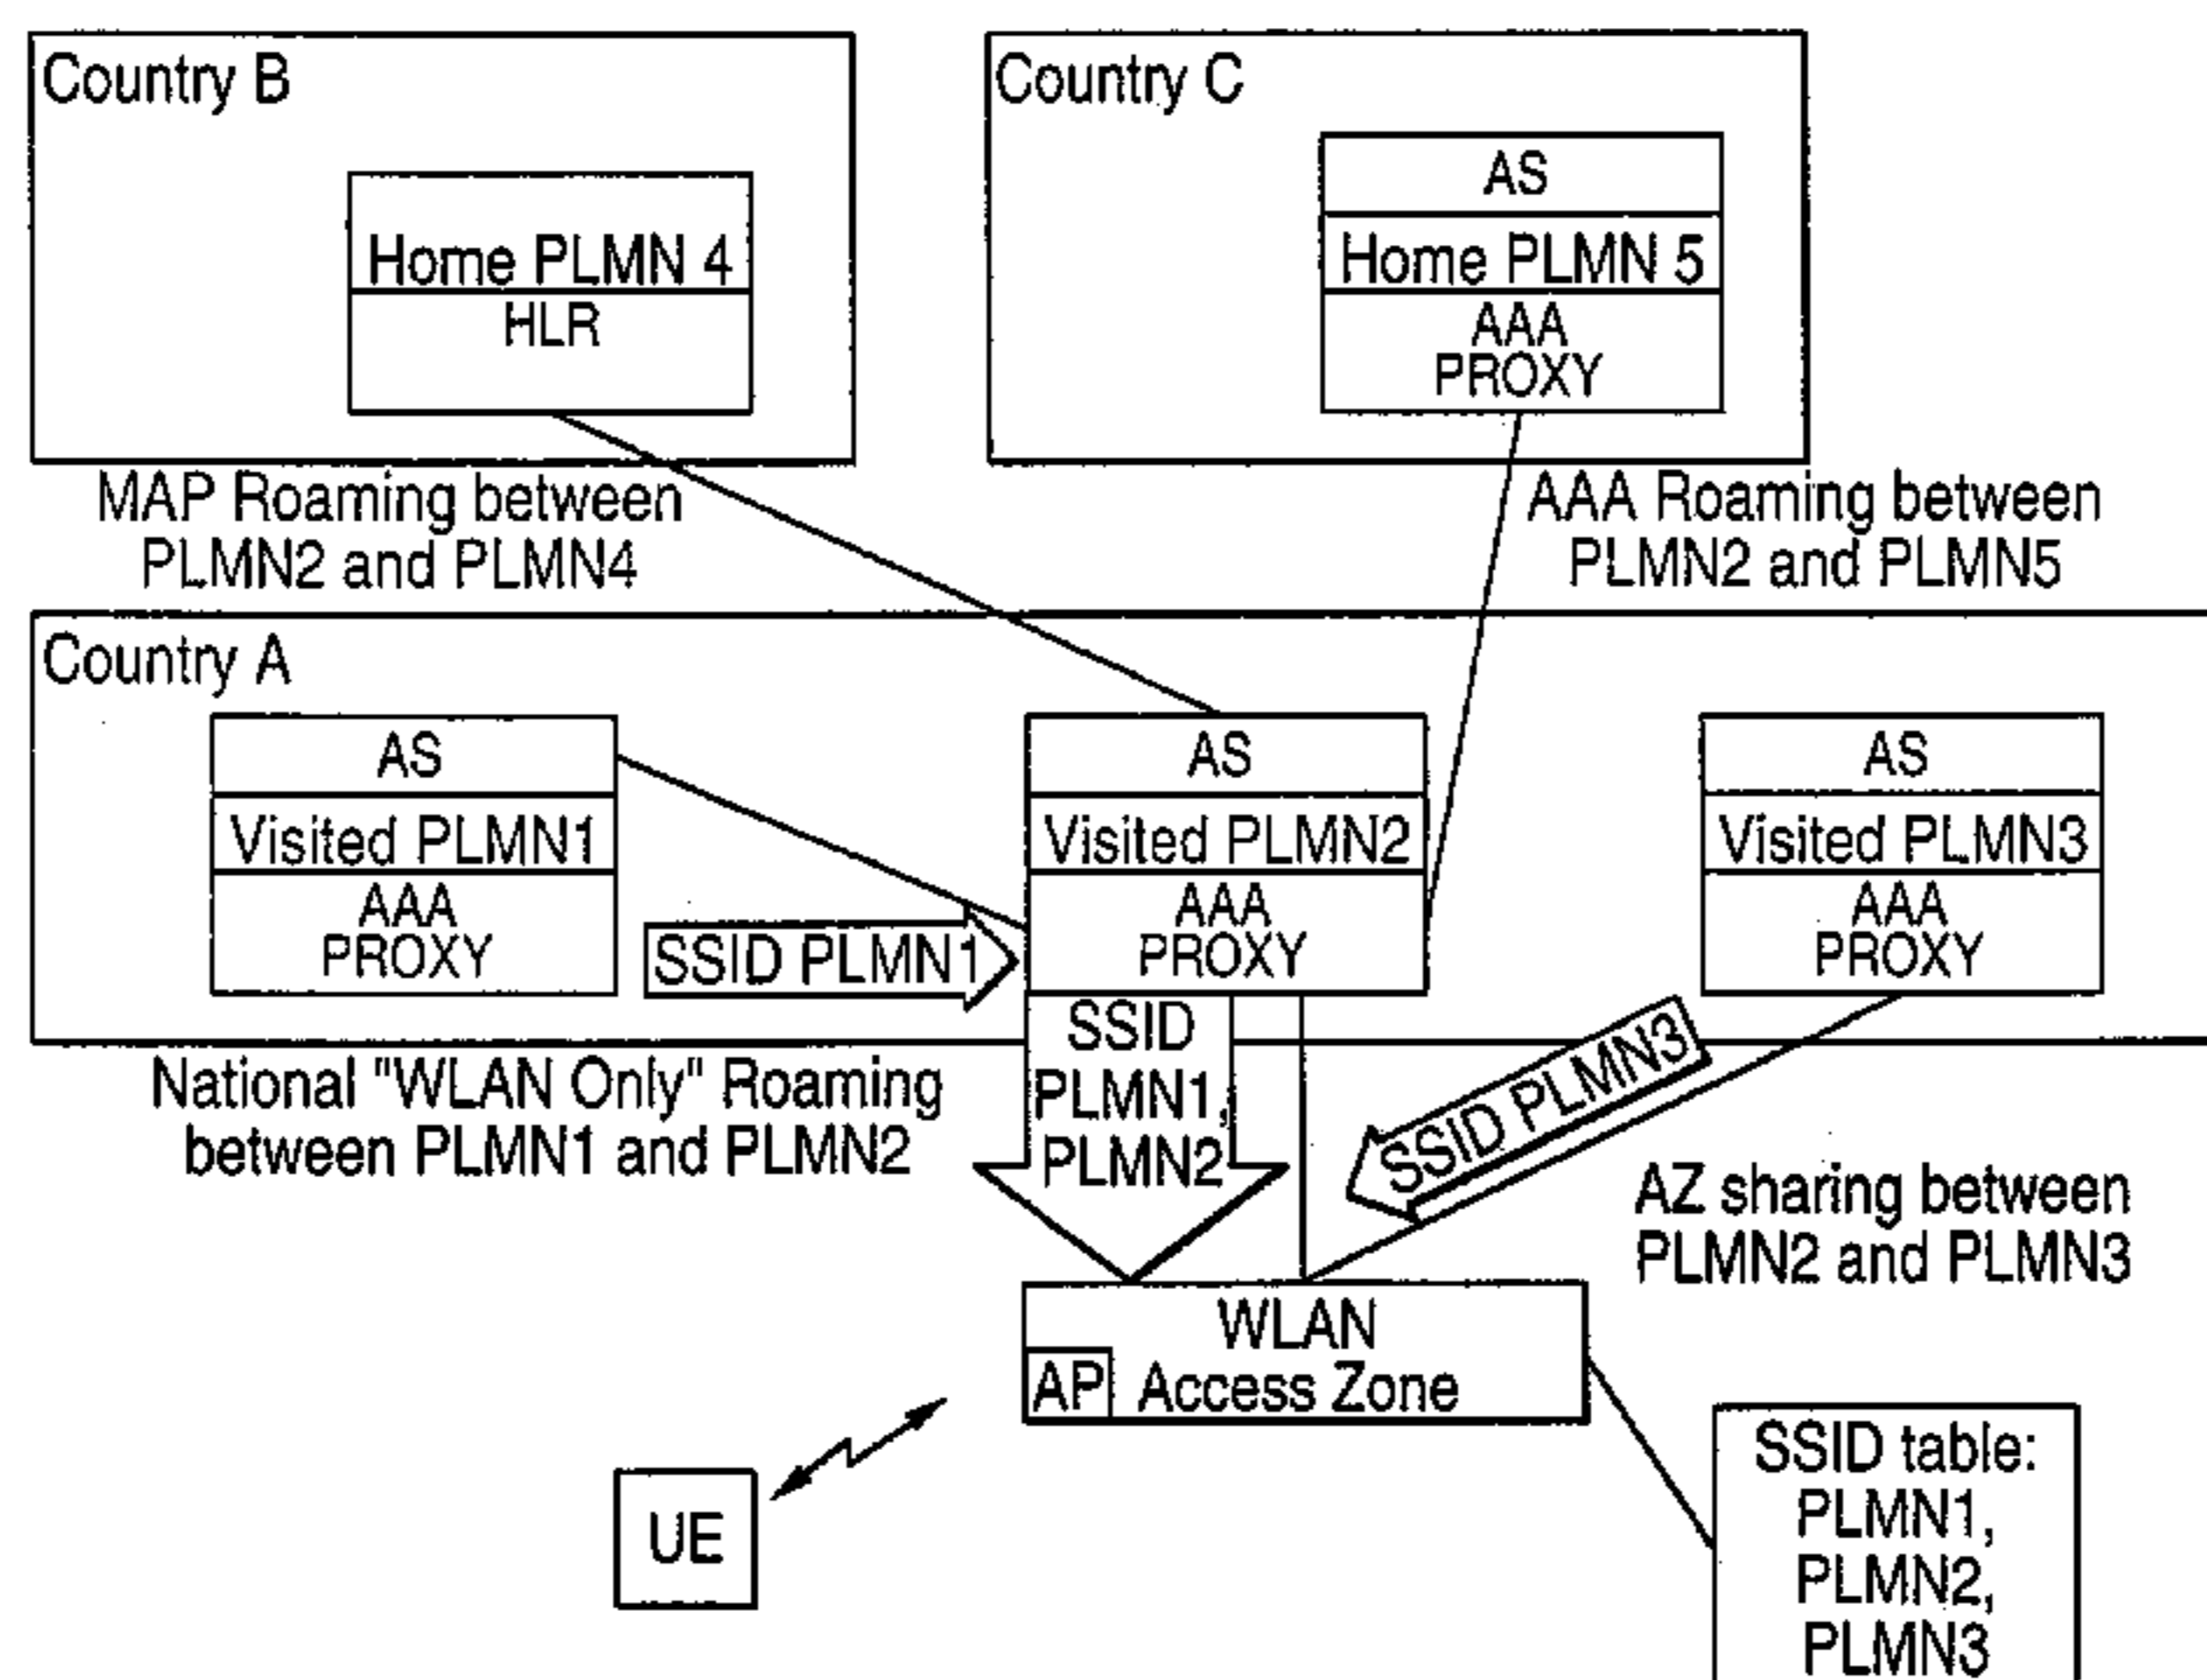 Country B
Home PLMN 4
HLR
Country C
AS
Home PLMN 5
AAA
PROXY
MAP Roaming between
PLMN2 and PLMN4
AAA Roaming between
PLMN2 and PLMN5
Country A
AS
Visited PLMN1
AAA
PROXY
SSID PLMN1
AS
Visited PLMN2
AAA
PROXY
AS
Visited PLMN3
AAA
PROXY
National "WLAN Only" Roaming
between PLMN1 and PLMN2
SSID
PLMN1,
PLMN2
SSID PLMN3
AZ sharing between
PLMN2 and PLMN3
WLAN
AP Access Zone
UE
SSID table:
PLMN1,
PLMN2,
PLMN3